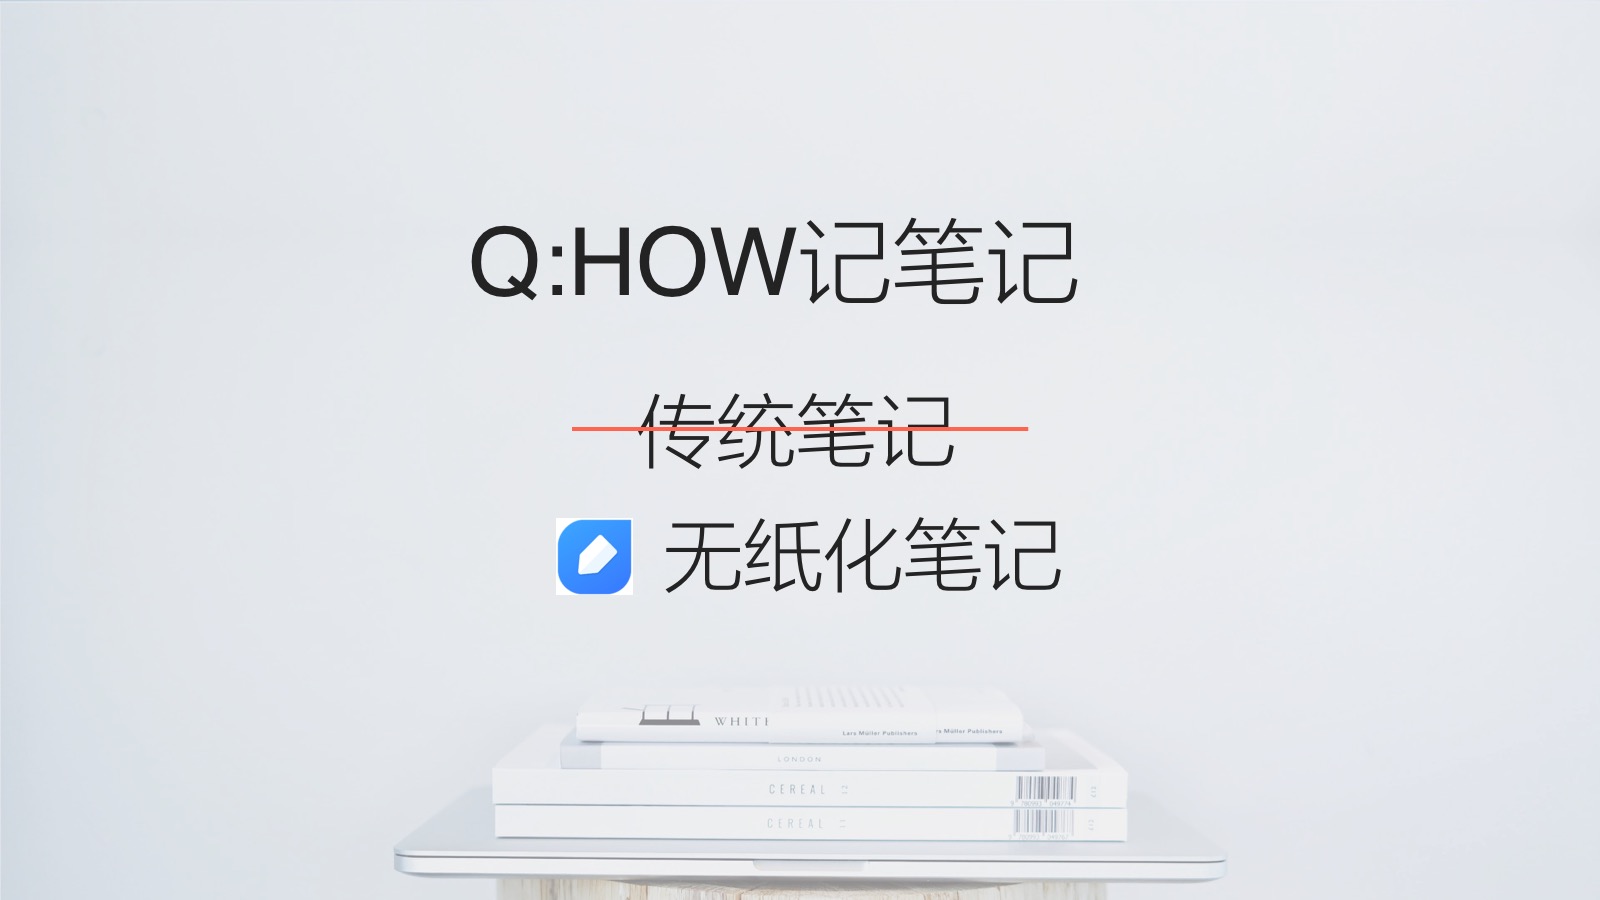 Q:HOW记笔记
传统笔记
无纸化笔记
WHITE
Lars Müller Publishers
Lars Müller Publishers
LONDON
CEREAL
CEREAL